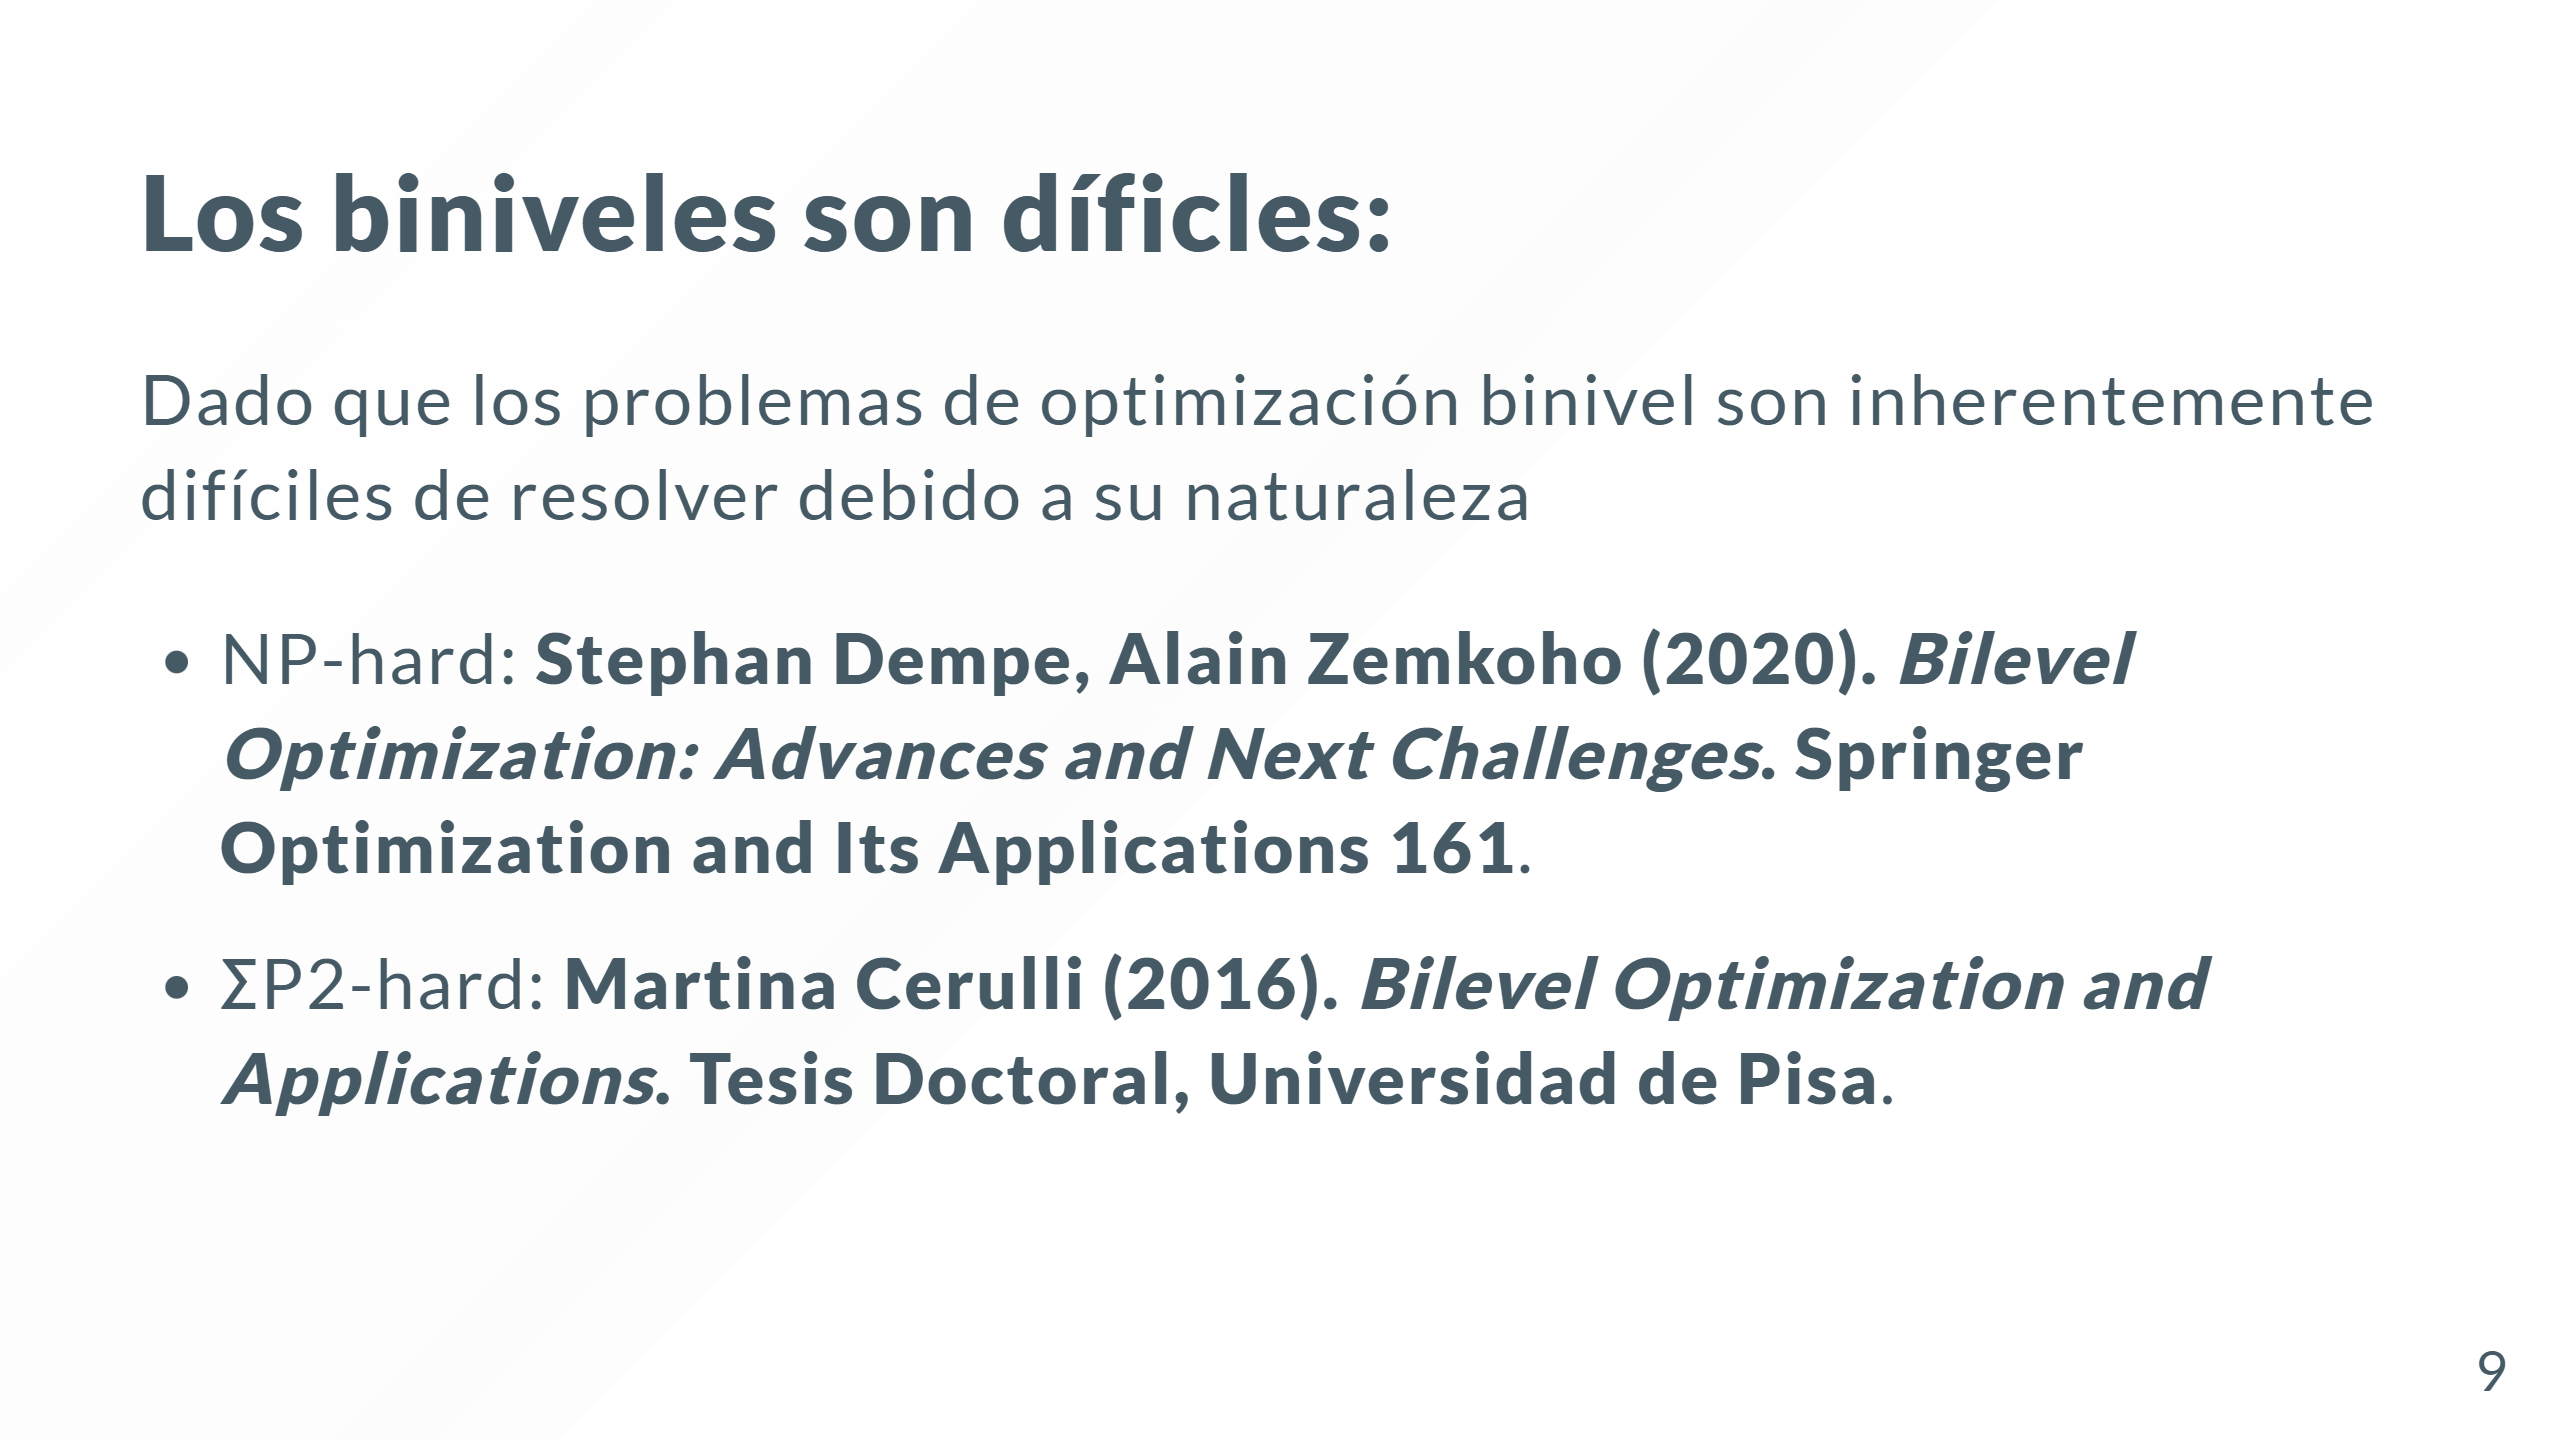 Los biniveles son díficles:
Dado que los problemas de optimización binivel son inherentemente
difíciles de resolver debido a su naturaleza
• NP-hard: Stephan Dempe, Alain Zemkoho (2020). Bilevel
Optimization: Advances and Next Challenges. Springer
Optimization and Its Applications 161.
• ΣP2-hard: Martina Cerulli (2016). Bilevel Optimization and
Applications. Tesis Doctoral, Universidad de Pisa.
9